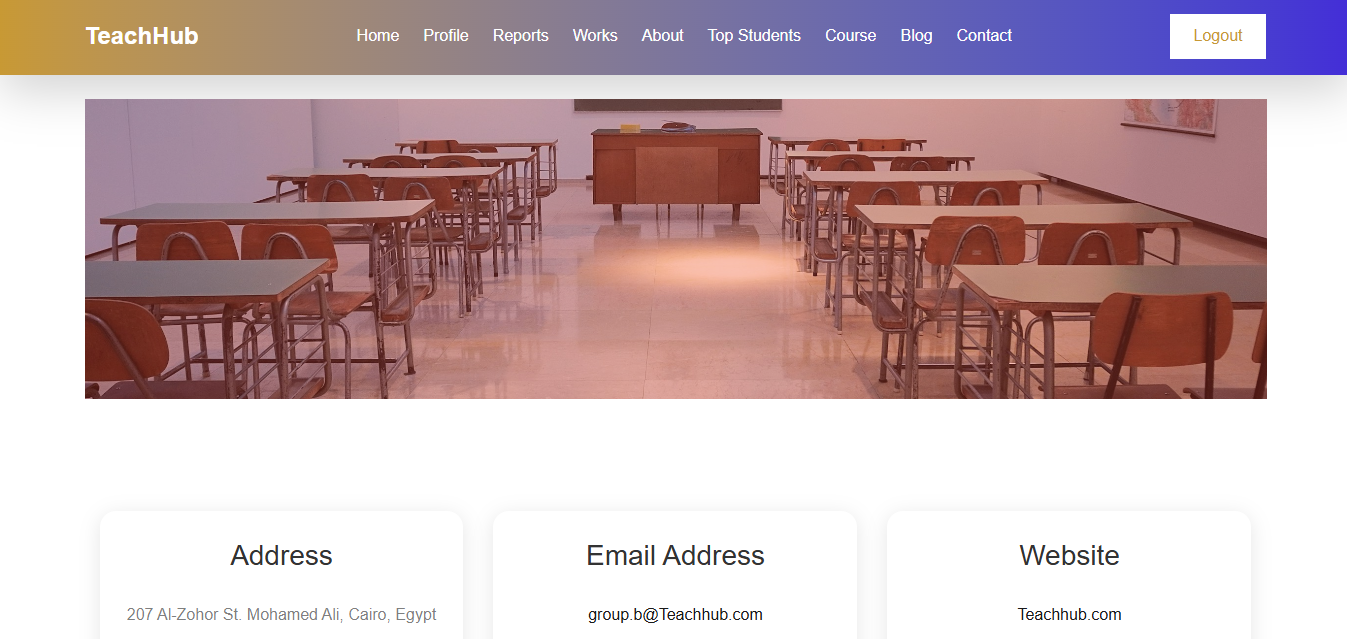 TeachHub Home Profile Reports Works About Top Students Course Blog Contact Logout
Address
207 Al-Zohor St. Mohamed Ali, Cairo, Egypt
Email Address
group.b@Teachhub.com
Website
Teachhub.com